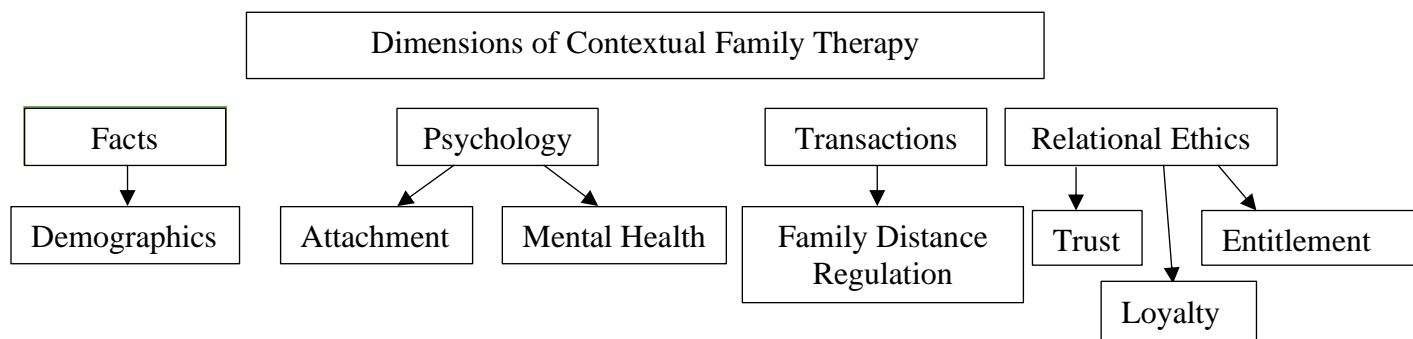 Dimensions of Contextual Family Therapy
Facts
Psychology
Transactions
Relational Ethics
Demographics
Attachment
Mental Health
Family Distance
Regulation
Trust
Entitlement
Loyalty